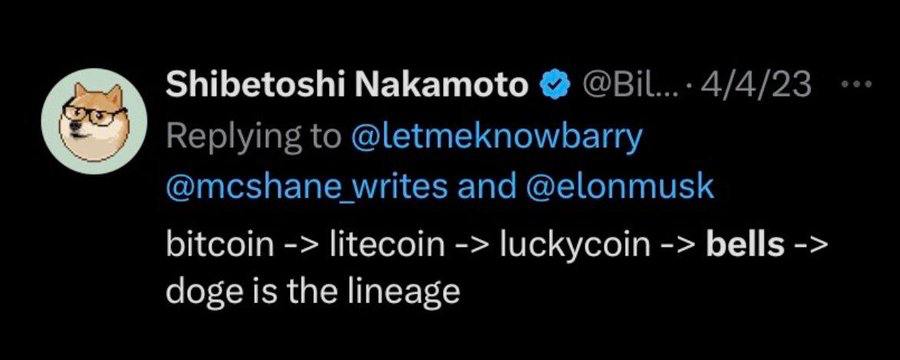 Shibetoshi Nakamoto @Bil... · 4/4/23 ...
Replying to @letmeknowbarry
@mcshane_writes and @elonmusk
bitcoin -> litecoin -> luckycoin -> bells ->
doge is the lineage